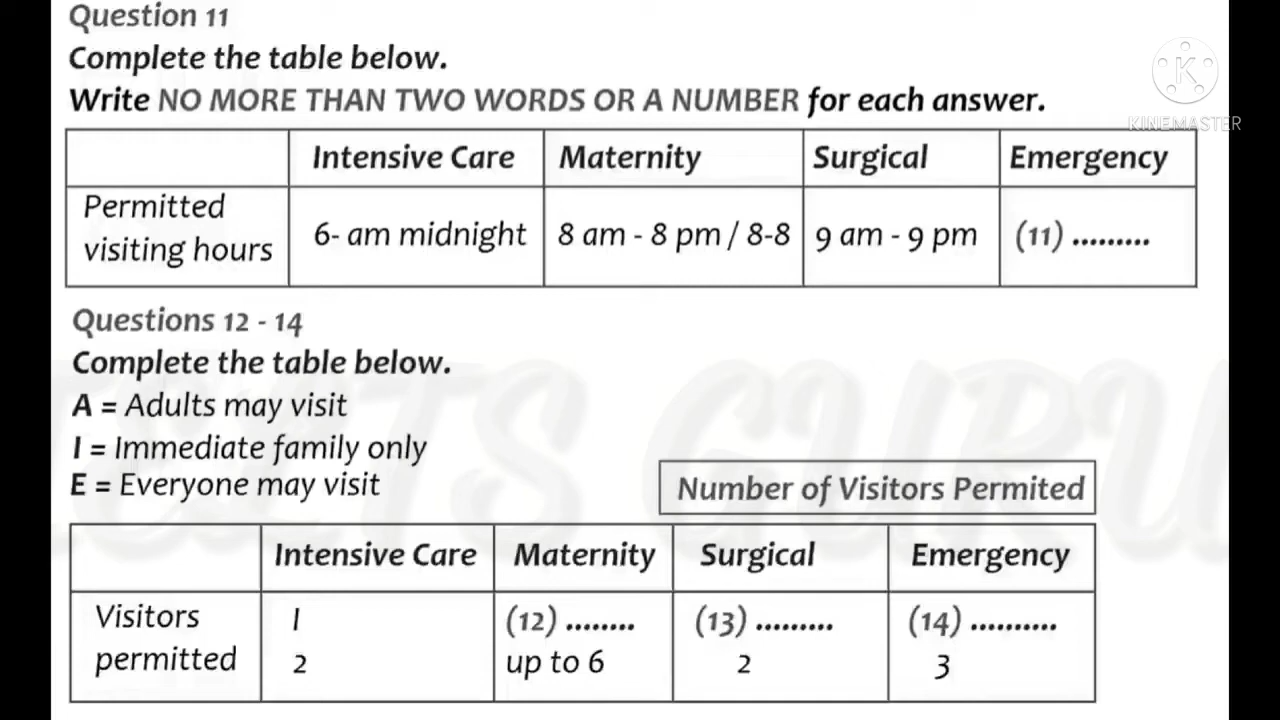 Question 11
Complete the table below.
Write NO MORE THAN TWO WORDS OR A NUMBER for each answer.
K
KINEMASTER
Intensive Care Maternity Surgical Emergency
Permitted visiting hours 6- am midnight 8 am - 8 pm / 8-8 9 am - 9 pm (11) .........
Questions 12 - 14
Complete the table below.
A = Adults may visit
I = Immediate family only
E = Everyone may visit
Number of Visitors Permited
Intensive Care Maternity Surgical Emergency
Visitors I (12) ........ (13) ......... (14) ..........
permitted 2 up to 6 2 3
IELTS GURU